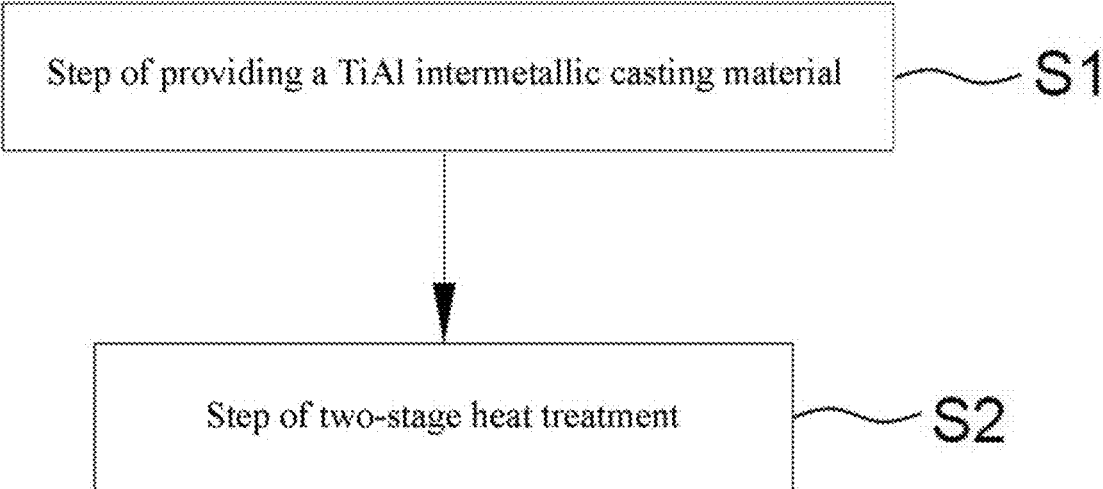 Step of providing a TiAl intermetallic casting material
S1
Step of two-stage heat treatment
S2